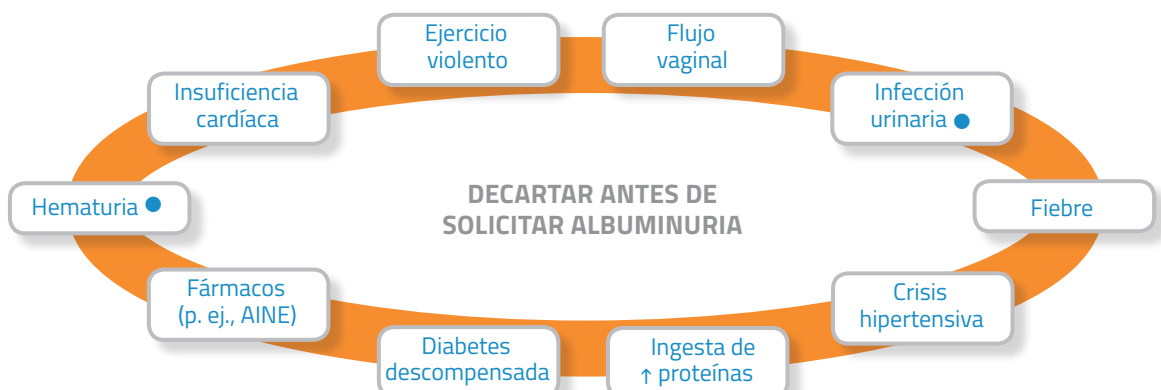 Ejercicio
violento
Flujo
vaginal
Insuficiencia
cardíaca
Infección
urinaria ●
Hematuria ●
DECARTAR ANTES DE
SOLICITAR ALBUMINURIA
Fiebre
Fármacos
(p. ej., AINE)
Crisis
hipertensiva
Diabetes
descompensada
Ingesta de
↑ proteínas